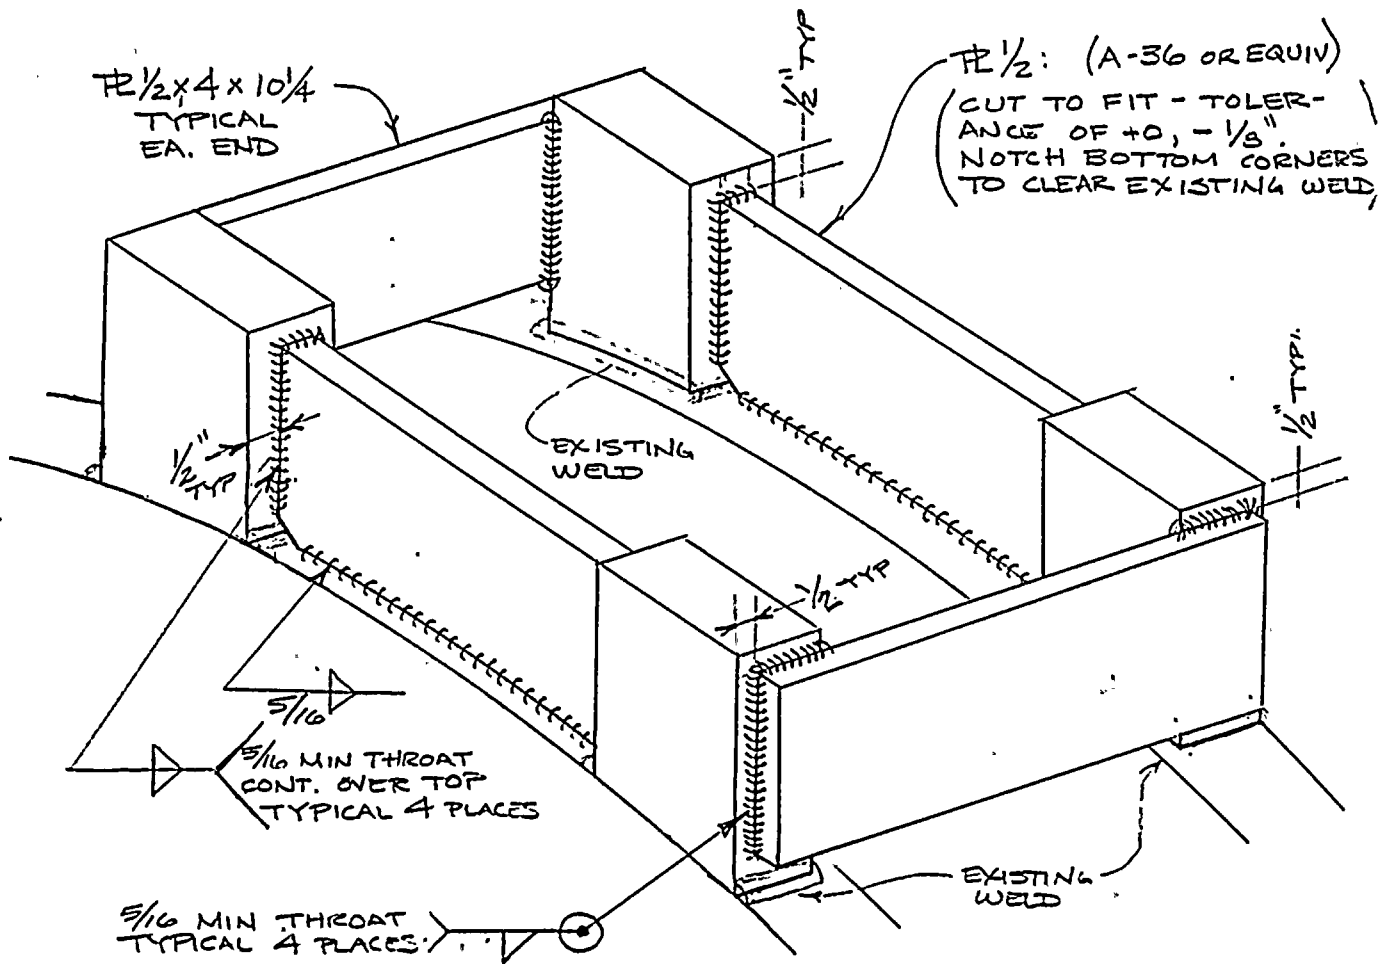 PL 1/2 x 4 x 10 1/4
TYPICAL
EA. END
1/2" TYP
PL 1/2: (A-36 OR EQUIV)
(CUT TO FIT - TOLER-
ANCE OF +0, - 1/8".
NOTCH BOTTOM CORNERS
TO CLEAR EXISTING WELD)
1/2" TYP.
EXISTING
WELD
1/2"
TYP
1/2 TYP
5/16
5/16 MIN THROAT
CONT. OVER TOP
TYPICAL 4 PLACES
EXISTING
WELD
5/16 MIN THROAT
TYPICAL 4 PLACES